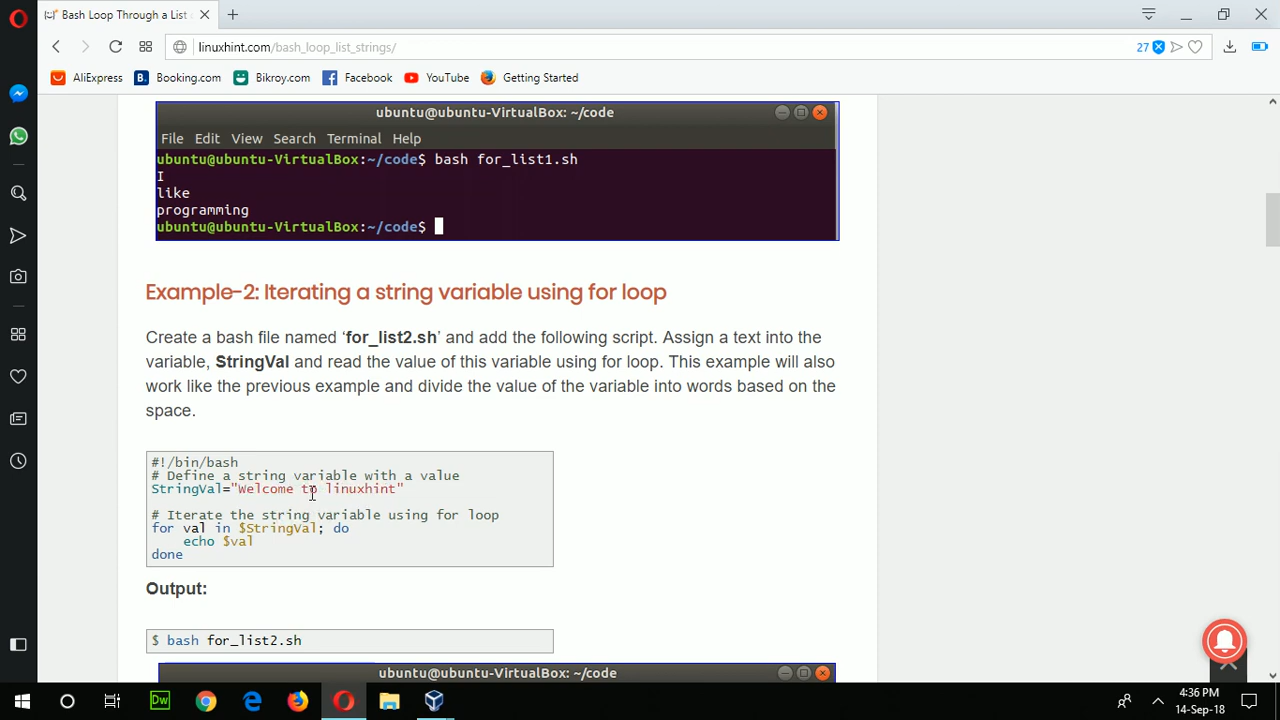 Bash Loop Through a List
linuxhint.com/bash_loop_list_strings/
27
AliExpress
Booking.com
Bikroy.com
Facebook
YouTube
Getting Started
ubuntu@ubuntu-VirtualBox: ~/code
File Edit View Search Terminal Help
ubuntu@ubuntu-VirtualBox:~/code$ bash for_list1.sh
I
like
programming
ubuntu@ubuntu-VirtualBox:~/code$
Example-2: Iterating a string variable using for loop
Create a bash file named ‘for_list2.sh’ and add the following script. Assign a text into the
variable, StringVal and read the value of this variable using for loop. This example will also
work like the previous example and divide the value of the variable into words based on the
space.
#!/bin/bash
# Define a string variable with a value
StringVal="Welcome to linuxhint"
# Iterate the string variable using for loop
for val in $StringVal; do
echo $val
done
Output:
$ bash for_list2.sh
ubuntu@ubuntu-VirtualBox: ~/code
Dw
4:36 PM
14-Sep-18